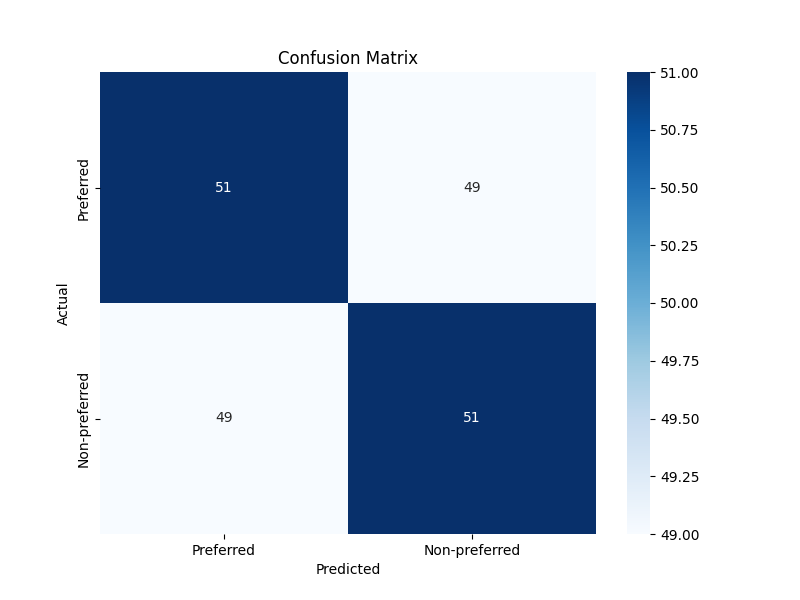 Confusion Matrix
51.00
50.75
50.50
50.25
50.00
49.75
49.50
49.25
49.00
Actual
Preferred
51
49
Non-preferred
49
51
Preferred
Non-preferred
Predicted